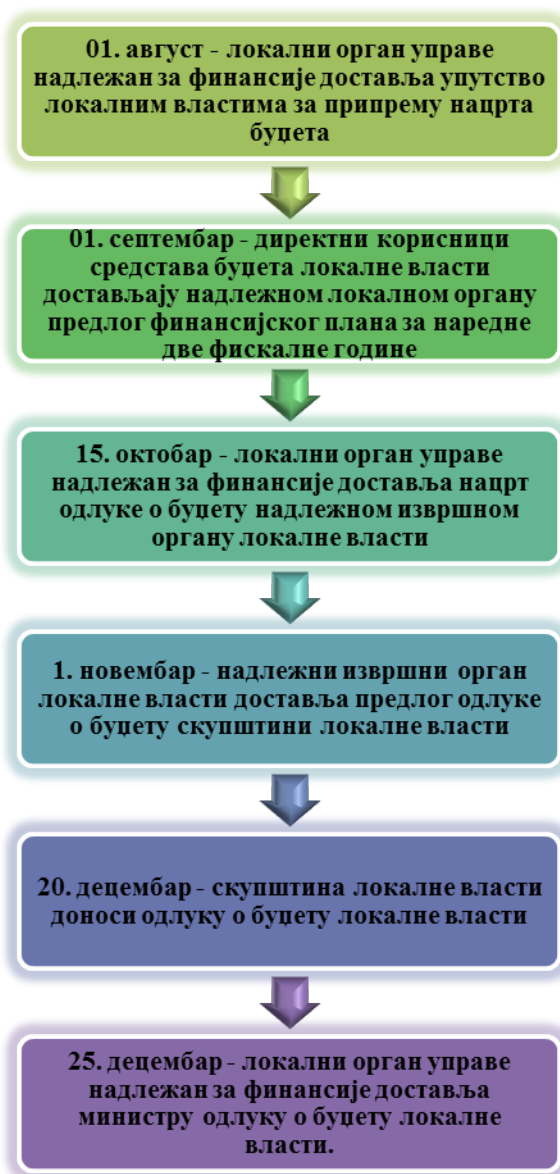 01. август - локални орган управе
надлежан за финансије доставља упутство
локалним властима за припрему нацрта
буџета
01. септембар - директни корисници
средстава буџета локалне власти
достављају надлежном локалном органу
предлог финансијског плана за наредне
две фискалне године
15. октобар - локални орган управе
надлежан за финансије доставља нацрт
одлуке о буџету надлежном извршном
органу локалне власти
1. новембар - надлежни извршни орган
локалне власти доставља предлог одлуке
о буџету скупштини локалне власти
20. децембар - скупштина локалне власти
доноси одлуку о буџету локалне власти
25. децембар - локални орган управе
надлежан за финансије доставља
министру одлуку о буџету локалне
власти.